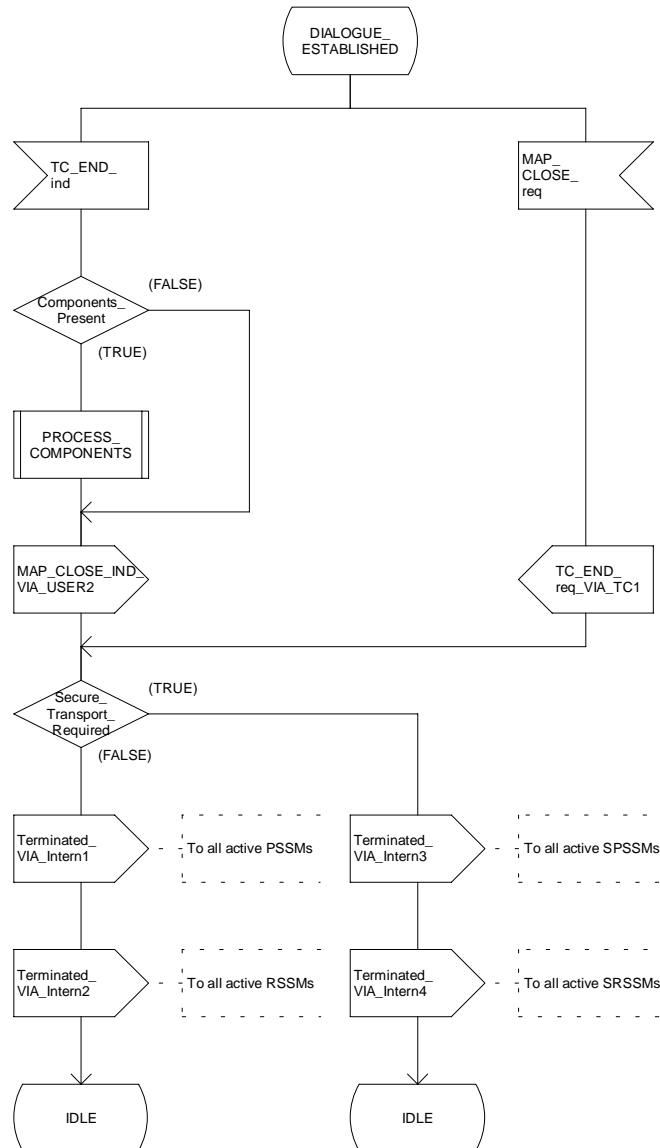 DIALOGUE_
ESTABLISHED
TC_END_
ind
MAP_
CLOSE_
req
(FALSE)
Components_
Present
(TRUE)
PROCESS_
COMPONENTS
MAP_CLOSE_IND_
VIA_USER2
TC_END_
req_VIA_TC1
(TRUE)
Secure_
Transport_
Required
(FALSE)
Terminated_
VIA_Intern1
To all active PSSMs
Terminated_
VIA_Intern3
To all active SPSSMs
Terminated_
VIA_Intern2
To all active RSSMs
Terminated_
VIA_Intern4
To all active SRSSMs
IDLE
IDLE